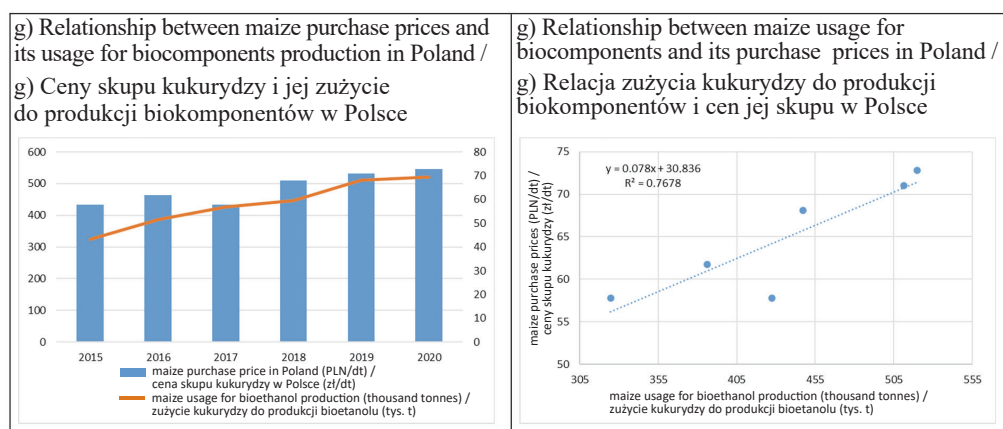 g) Relationship between maize purchase prices and
its usage for biocomponents production in Poland /
g) Ceny skupu kukurydzy i jej zużycie
do produkcji biokomponentów w Polsce
600
500
400
300
200
100
0
80
70
60
50
40
30
20
10
0
2015 2016 2017 2018 2019 2020
maize purchase price in Poland (PLN/dt) /
cena skupu kukurydzy w Polsce (zł/dt)
maize usage for bioethanol production (thousand tonnes) /
zużycie kukurydzy do produkcji bioetanolu (tys. t)
g) Relationship between maize usage for
biocomponents and its purchase prices in Poland /
g) Relacja zużycia kukurydzy do produkcji
biokomponentów i cen jej skupu w Polsce
maize purchase prices (PLN/dt) /
ceny skupu kukurydzy (zł/dt)
75
70
65
60
55
50
y = 0.078x + 30,836
R² = 0.7678
305 355 405 455 505 555
maize usage for bioethanol production (thousand tonnes) /
zużycie kukurydzy do produkcji bioetanolu (tys. t)